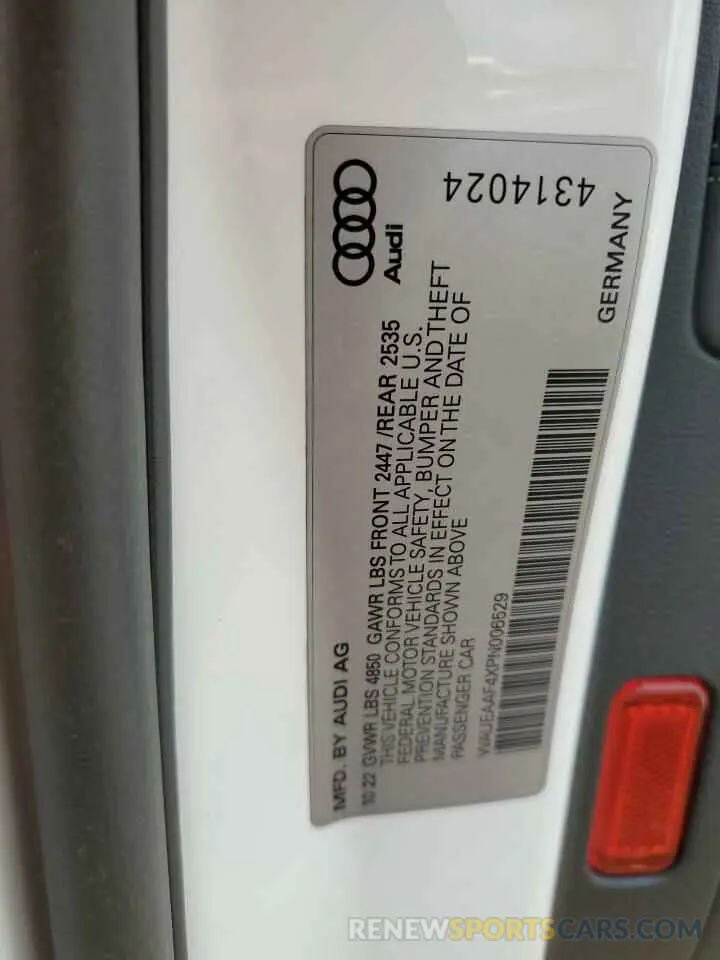 Audi
4314024
MFD. BY AUDI AG
10 22 GVWR LBS 4850 GAWR LBS FRONT 2447 /REAR 2535
THIS VEHICLE CONFORMS TO ALL APPLICABLE U.S.
FEDERAL MOTOR VEHICLE SAFETY, BUMPER AND THEFT
PREVENTION STANDARDS IN EFFECT ON THE DATE OF
MANUFACTURE SHOWN ABOVE
PASSENGER CAR
WAUEAAF4XPN006529
GERMANY
RENEWSPORTSCARS.COM